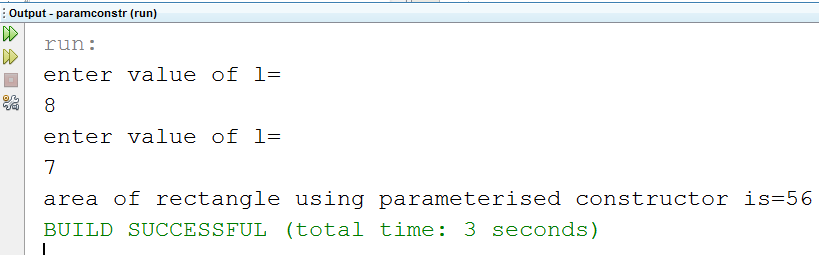 Output - paramconstr (run)
run:
enter value of l=
8
enter value of l=
7
area of rectangle using parameterised constructor is=56
BUILD SUCCESSFUL (total time: 3 seconds)